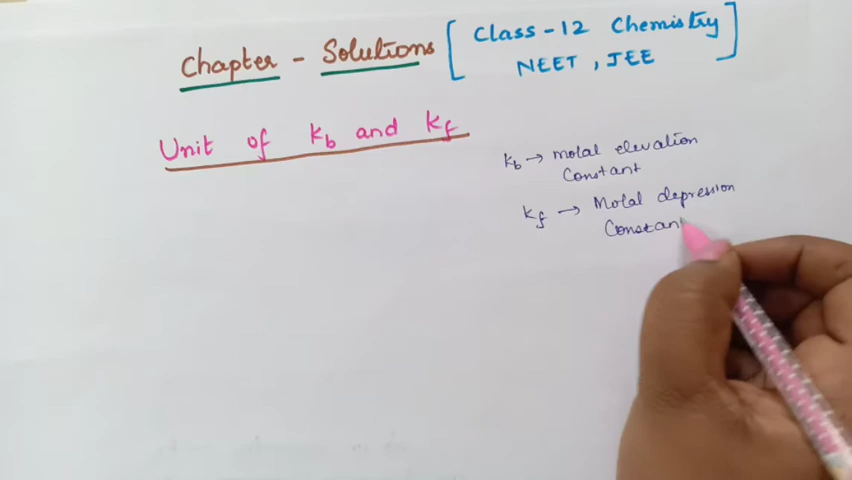 Chapter - Solutions [Class-12 Chemistry
NEET, JEE]
Unit of Kb and Kf
Kb → molal elevation
Constant
Kf → Molal depression
Constant